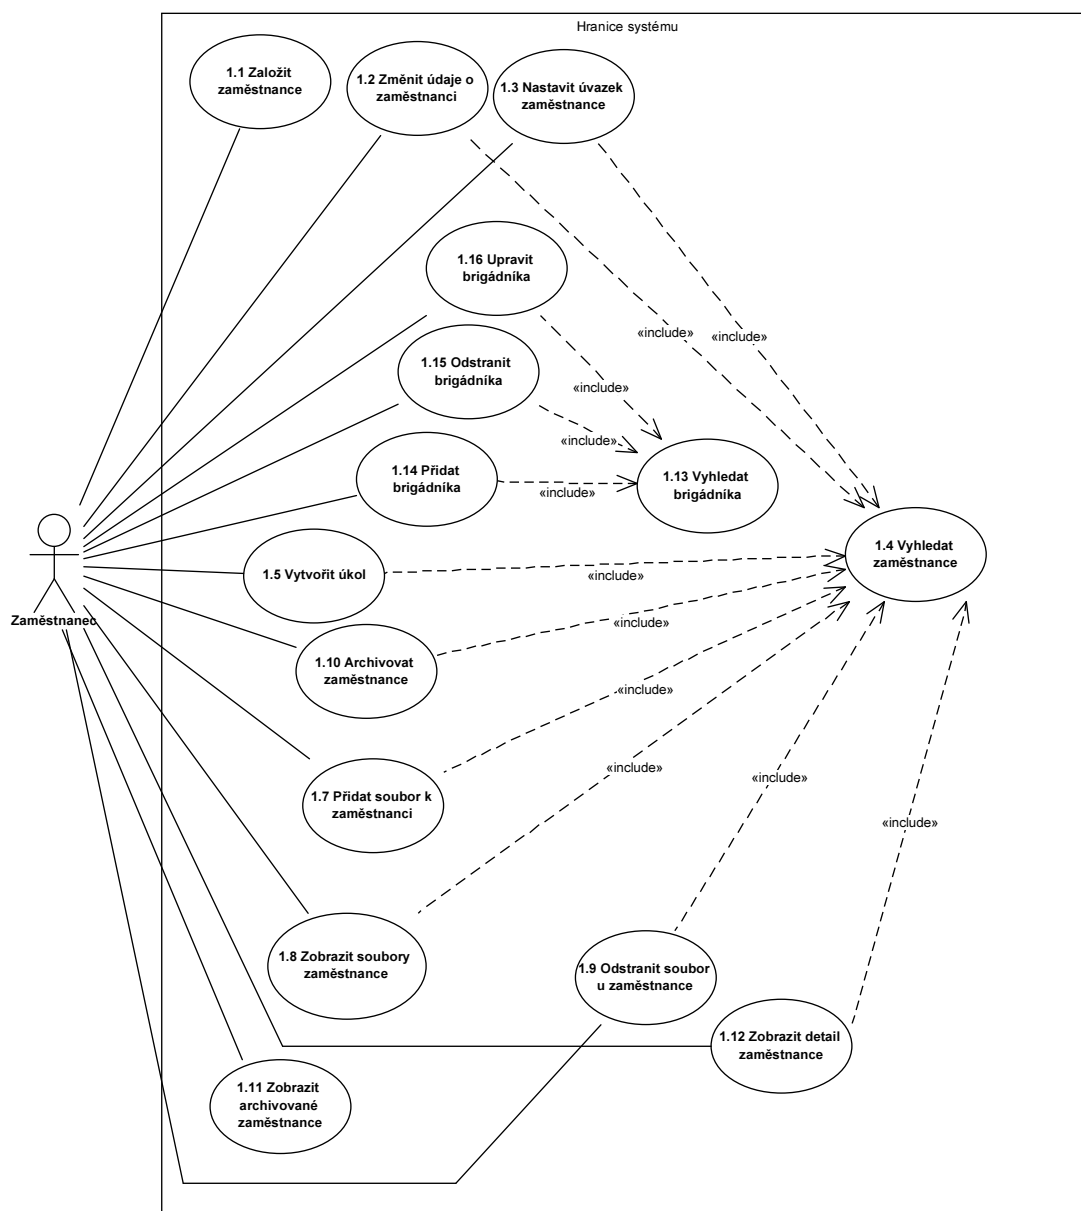 Hranice systému
1.1 Založit
zaměstnance
1.2 Změnit údaje o
zaměstnanci
1.3 Nastavit úvazek
zaměstnance
1.16 Upravit
brigádníka
«include»
«include»
1.15 Odstranit
brigádníka
«include»
«include»
1.14 Přidat
brigádníka
«include»
1.13 Vyhledat
brigádníka
1.4 Vyhledat
zaměstnance
1.5 Vytvořit úkol
«include»
Zaměstnanec
«include»
1.10 Archivovat
zaměstnance
«include»
1.7 Přidat soubor k
zaměstnanci
«include»
«include»
«include»
1.8 Zobrazit soubory
zaměstnance
1.9 Odstranit soubor
u zaměstnance
1.12 Zobrazit detail
zaměstnance
1.11 Zobrazit
archivované
zaměstnance